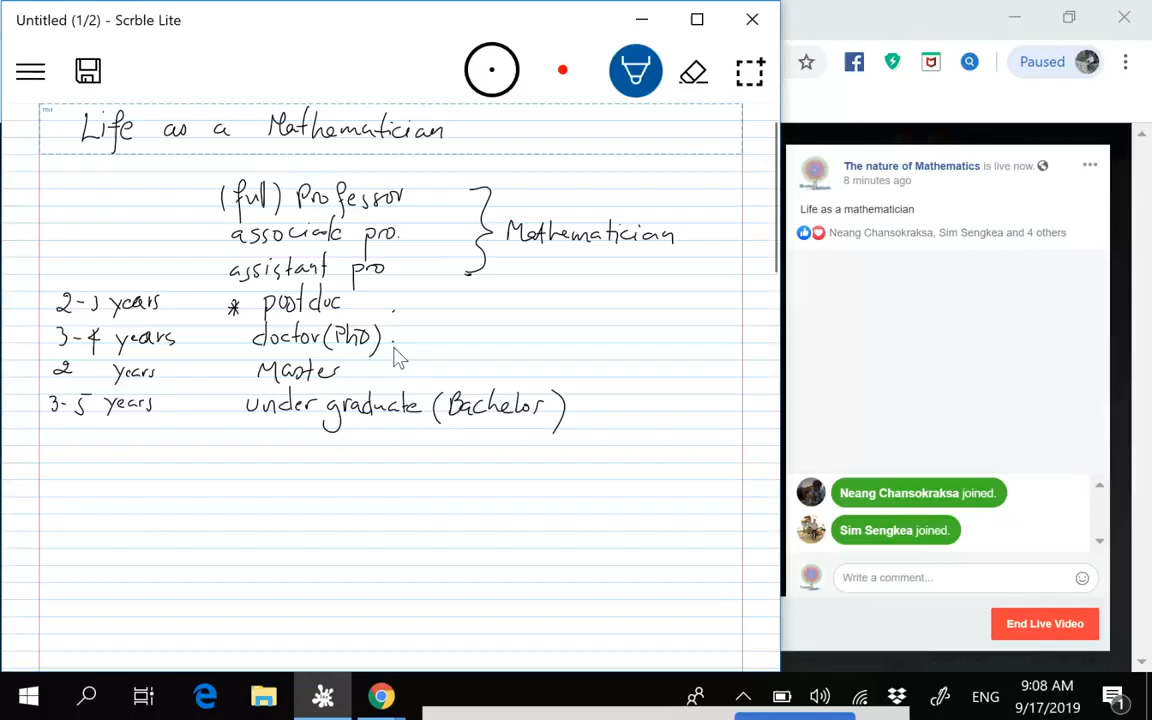 Untitled (1/2) - Scrble Lite
Paused
TITLE
Life as a Mathematician
(full) Professor
associate pro.
assistant pro
Mathematician
2-3 years * postdoc
3-4 years doctor (PhD)
2 years Master
3-5 years undergraduate (Bachelor)
The nature of Mathematics is live now.
8 minutes ago
Life as a mathematician
Neang Chansokraksa, Sim Sengkea and 4 others
Neang Chansokraksa joined.
Sim Sengkea joined.
Write a comment...
End Live Video
ENG
9:08 AM
9/17/2019
1